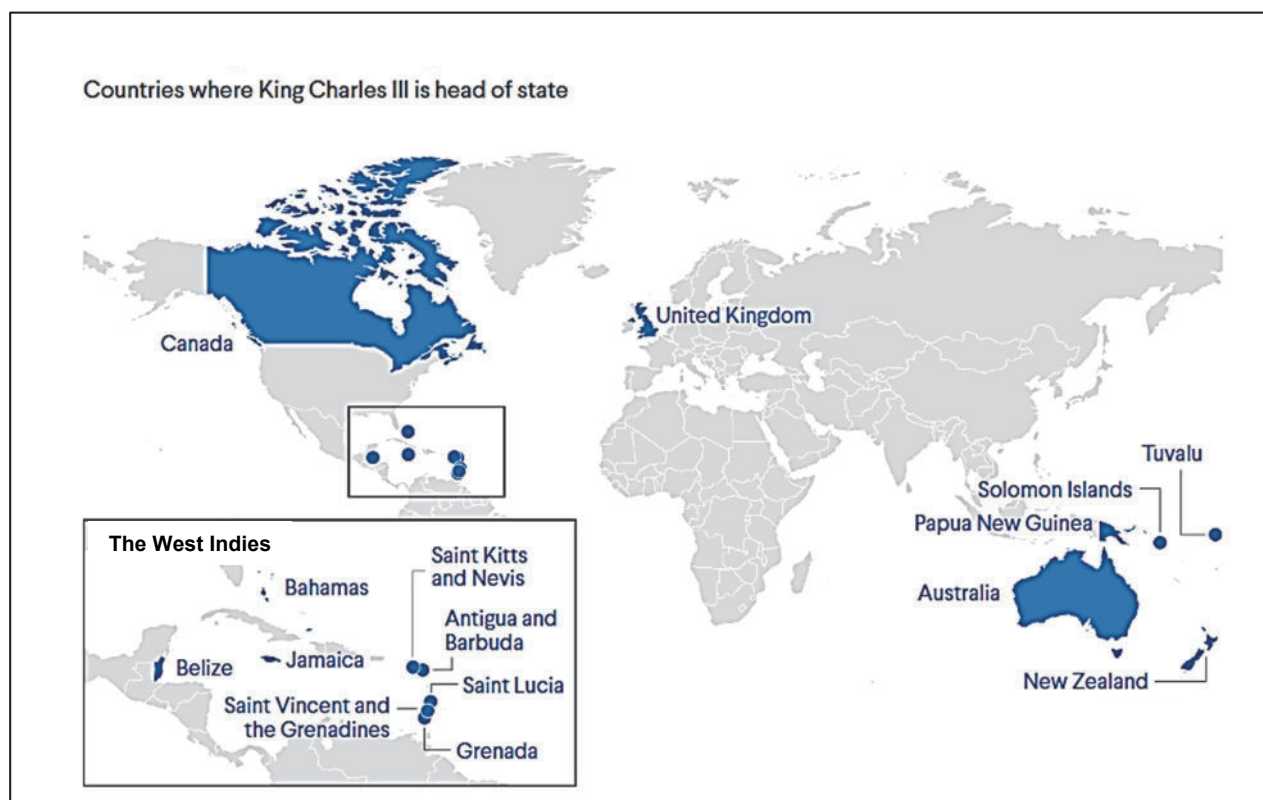 Countries where King Charles III is head of state
Canada
United Kingdom
Tuvalu
Solomon Islands
Papua New Guinea
Australia
New Zealand
The West Indies
Bahamas
Saint Kitts
and Nevis
Antigua and
Barbuda
Belize
Jamaica
Saint Lucia
Saint Vincent and
the Grenadines
Grenada